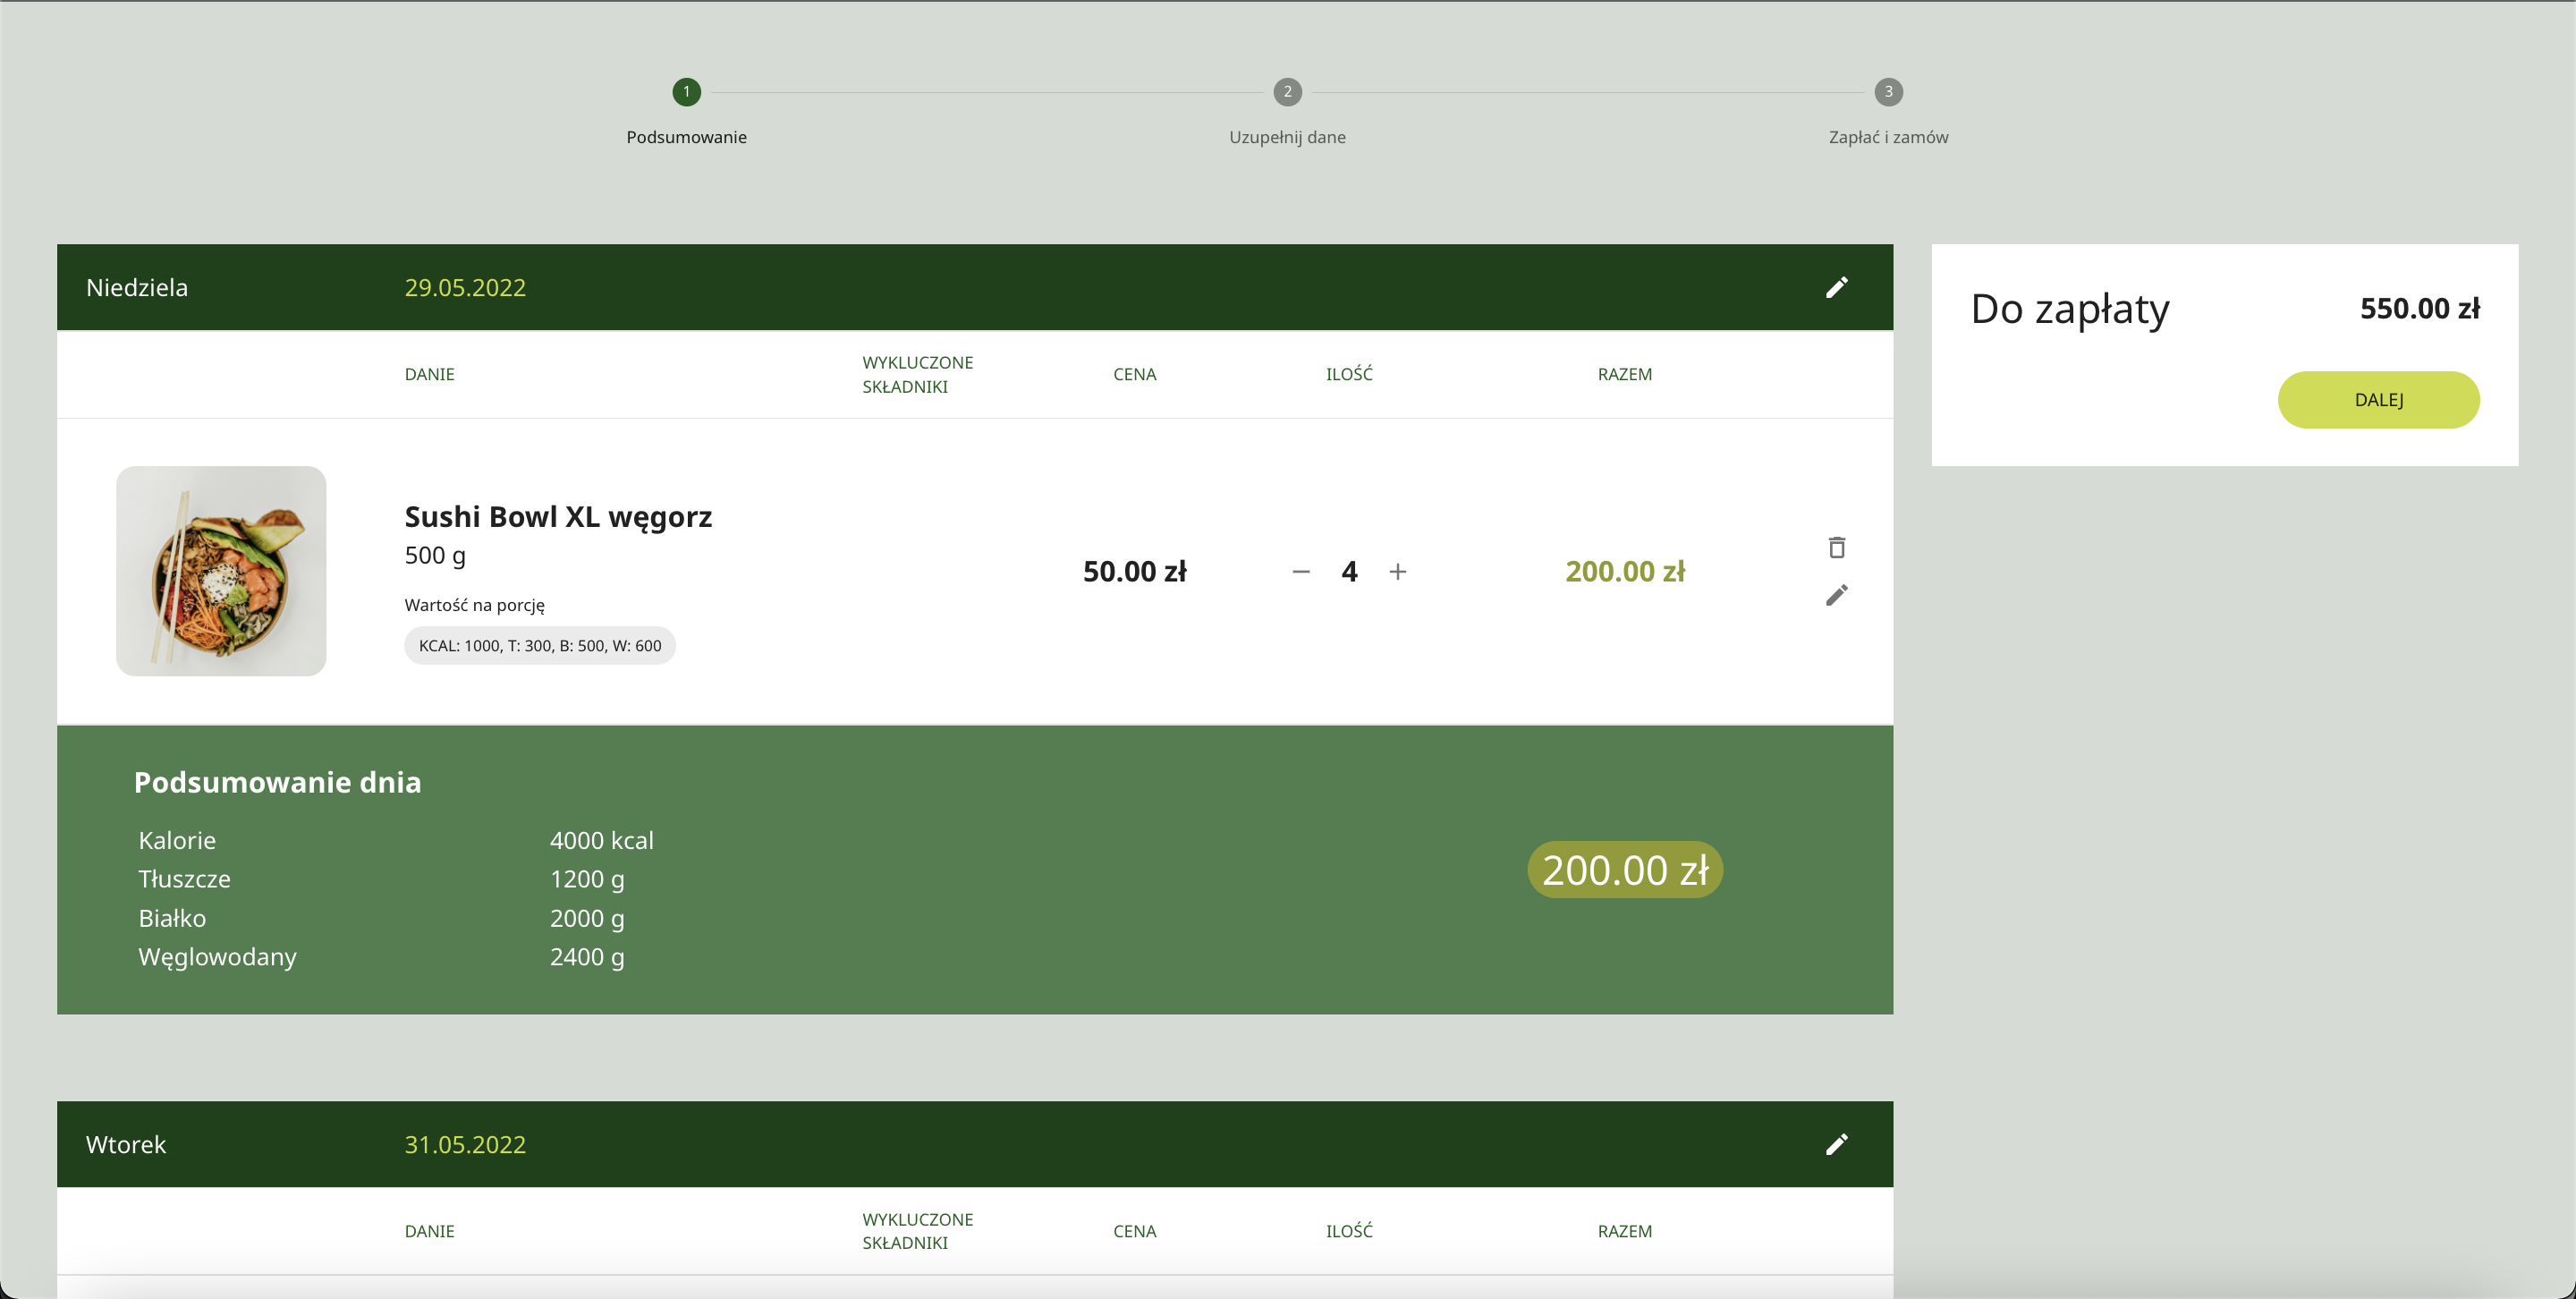 1
2
3
Podsumowanie
Uzupełnij dane
Zapłać i zamów
Niedziela
29.05.2022
DANIE
WYKLUCZONE
SKŁADNIKI
CENA
ILOŚĆ
RAZEM
Sushi Bowl XL węgorz
500 g
Wartość na porcję
KCAL: 1000, T: 300, B: 500, W: 600
50.00 zł
4
200.00 zł
Podsumowanie dnia
Kalorie 4000 kcal
Tłuszcze 1200 g
Białko 2000 g
Węglowodany 2400 g
200.00 zł
Wtorek
31.05.2022
DANIE
WYKLUCZONE
SKŁADNIKI
CENA
ILOŚĆ
RAZEM
Do zapłaty
550.00 zł
DALEJ